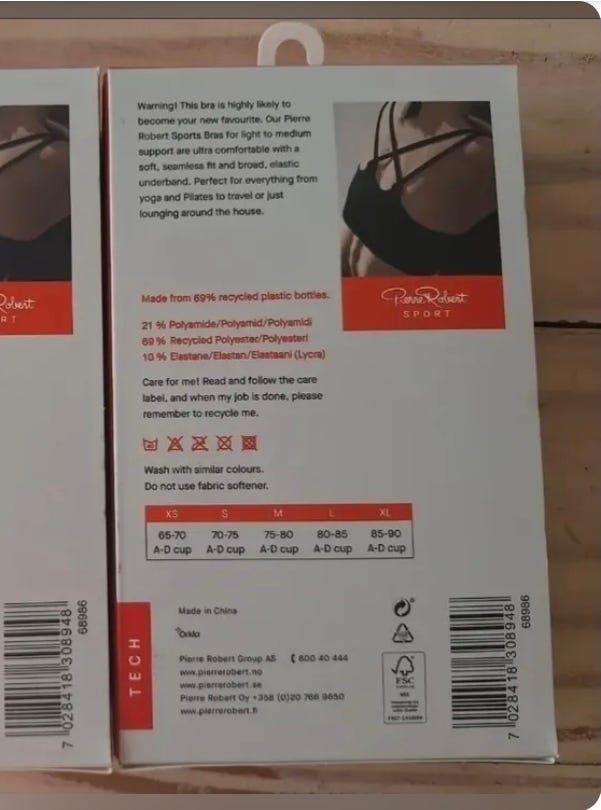 Warning! This bra is highly likely to
become your new favourite. Our Pierre
Robert Sports Bras for light to medium
support are ultra comfortable with a
soft, seamless fit and broad, elastic
underband. Perfect for everything from
yoga and Pilates to travel or just
lounging around the house.
Pierre Robert
SPORT
Robert
RT
Made from 69% recycled plastic bottles.
21 % Polyamide/Polyamid/Polyamidi
69 % Recycled Polyester/Polyesteri
10 % Elastane/Elastan/Elastaani (Lycra)
Care for me! Read and follow the care
label, and when my job is done, please
remember to recycle me.
Wash with similar colours.
Do not use fabric softener.
XS S M L XL
65-70 70-75 75-80 80-85 85-90
A-D cup A-D cup A-D cup A-D cup A-D cup
TECH
Made in China
Orkla
Pierre Robert Group AS 800 40 444
www.pierrerobert.no
www.pierrerobert.se
Pierre Robert Oy +358 (0)20 766 9650
www.pierrerobert.fi
FSC
MIX
7 028418 308948
68986
7 028418 308948
68986